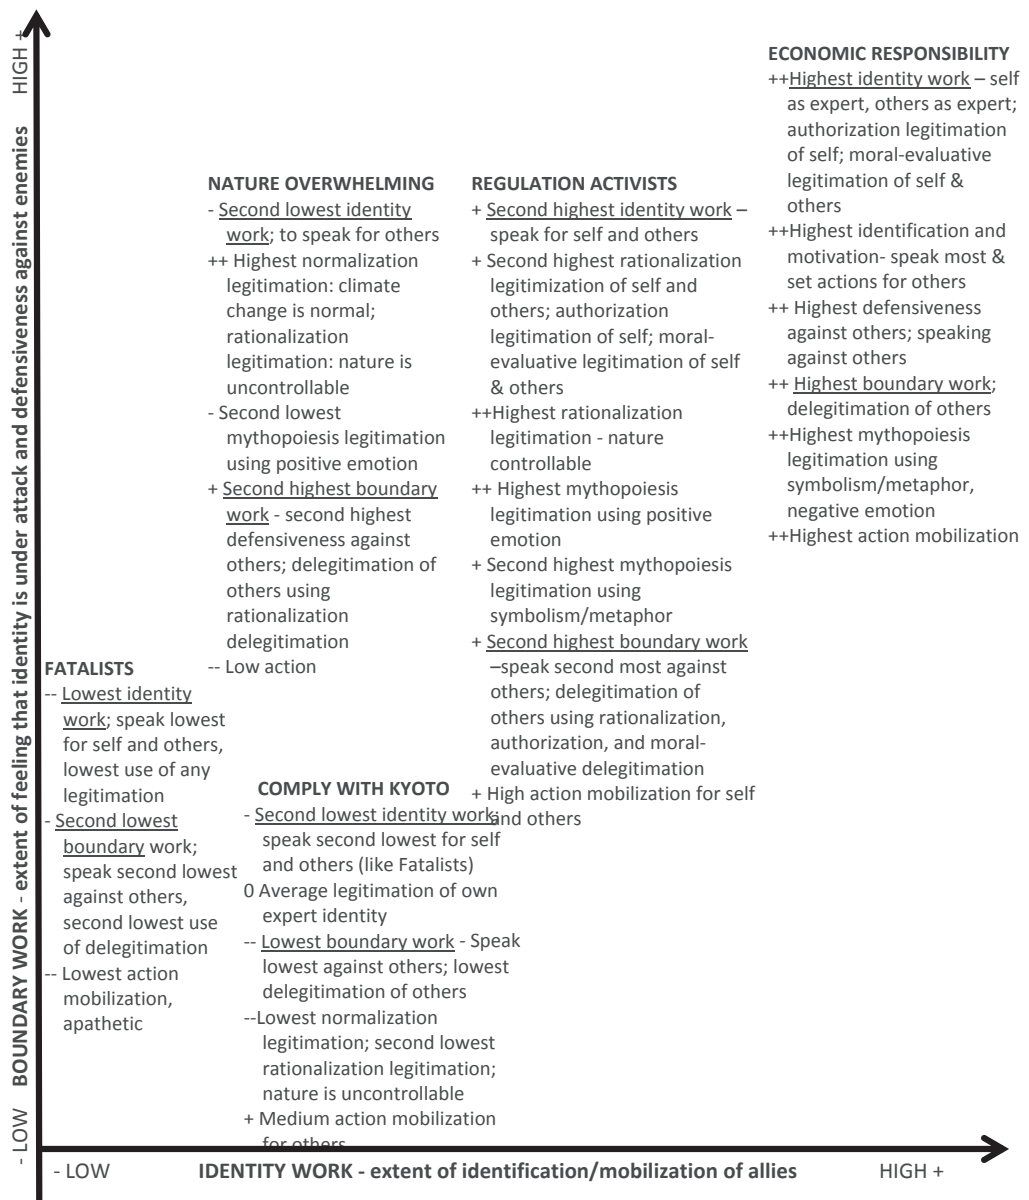 HIGH +
BOUNDARY WORK - extent of feeling that identity is under attack and defensiveness against enemies
- LOW
ECONOMIC RESPONSIBILITY
++Highest identity work – self
as expert, others as expert;
authorization legitimation
of self; moral-evaluative
legitimation of self &
others
++Highest identification and
motivation- speak most &
set actions for others
++ Highest defensiveness
against others; speaking
against others
++ Highest boundary work;
delegitimation of others
++Highest mythopoiesis
legitimation using
symbolism/metaphor,
negative emotion
++Highest action mobilization
NATURE OVERWHELMING
- Second lowest identity
work; to speak for others
++ Highest normalization
legitimation: climate
change is normal;
rationalization
legitimation: nature is
uncontrollable
- Second lowest
mythopoiesis legitimation
using positive emotion
+ Second highest boundary
work - second highest
defensiveness against
others; delegitimation of
others using
rationalization
delegitimation
-- Low action
REGULATION ACTIVISTS
+ Second highest identity work –
speak for self and others
+ Second highest rationalization
legitimization of self and
others; authorization
legitimation of self; moral-
evaluative legitimation of self
& others
++Highest rationalization
legitimation - nature
controllable
++ Highest mythopoiesis
legitimation using positive
emotion
+ Second highest mythopoiesis
legitimation using
symbolism/metaphor
+ Second highest boundary work
–speak second most against
others; delegitimation of
others using rationalization,
authorization, and moral-
evaluative delegitimation
+ High action mobilization for self
and others
FATALISTS
-- Lowest identity
work; speak lowest
for self and others,
lowest use of any
legitimation
- Second lowest
boundary work;
speak second lowest
against others,
second lowest use
of delegitimation
-- Lowest action
mobilization,
apathetic
COMPLY WITH KYOTO
- Second lowest identity work;
speak second lowest for self
and others (like Fatalists)
0 Average legitimation of own
expert identity
-- Lowest boundary work - Speak
lowest against others; lowest
delegitimation of others
--Lowest normalization
legitimation; second lowest
rationalization legitimation;
nature is uncontrollable
+ Medium action mobilization
for others
- LOW
IDENTITY WORK - extent of identification/mobilization of allies
HIGH +